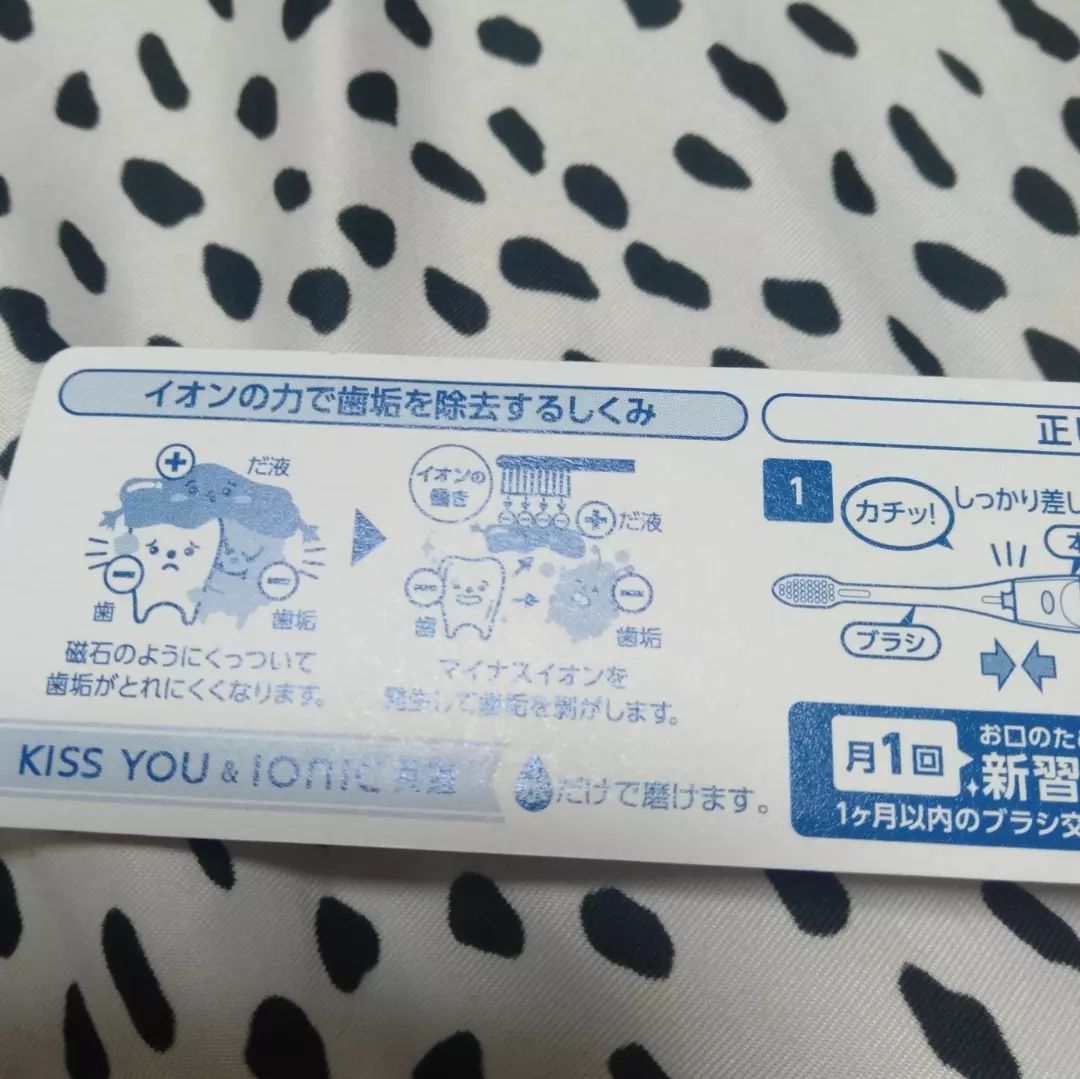 イオンの力で歯垢を除去するしくみ
+
だ液
−
−
歯
歯垢
磁石のようにくっついて
歯垢がとれにくくなります。
イオンの
働き
− − − −
+
だ液
−
−
歯
歯垢
マイナスイオンを
発生して歯垢を剥がします。
KISS YOU & IONIC
だけで磨けます。
正
1
カチッ!
しっかり差し
ブラシ
月1回
お口のた
新習
1ヶ月以内のブラシ交